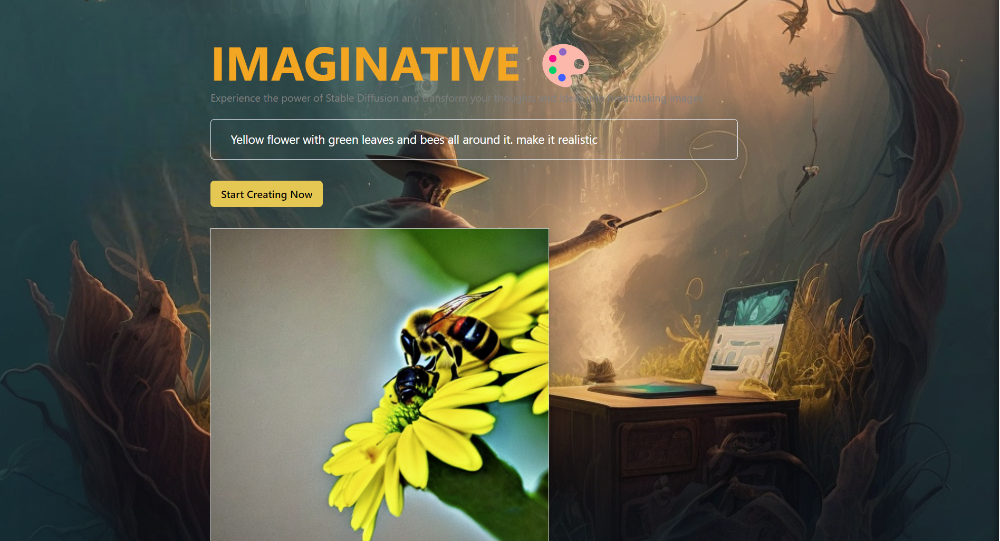 IMAGINATIVE
Experience the power of Stable Diffusion and transform your thoughts and ideas into breathtaking images.
Yellow flower with green leaves and bees all around it. make it realistic
Start Creating Now